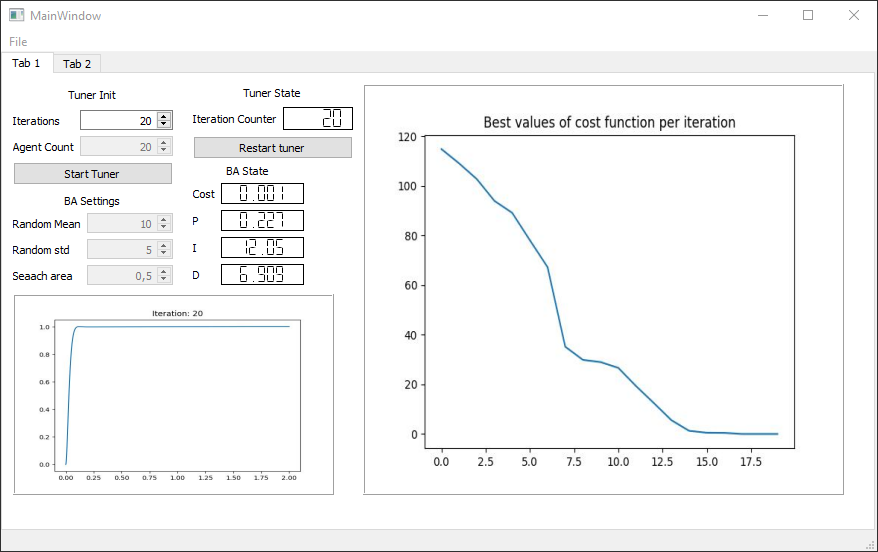 MainWindow
File
Tab 1 Tab 2
Tuner Init
Iterations 20
Agent Count 20
Start Tuner
BA Settings
Random Mean 10
Random std 5
Seaach area 0,5
Tuner State
Iteration Counter 20
Restart tuner
BA State
Cost 0.001
P 0.227
I 12.05
D 6.909
Iteration: 20
1.0
0.8
0.6
0.4
0.2
0.0
0.00 0.25 0.50 0.75 1.00 1.25 1.50 1.75 2.00
Best values of cost function per iteration
120
100
80
60
40
20
0
0.0 2.5 5.0 7.5 10.0 12.5 15.0 17.5